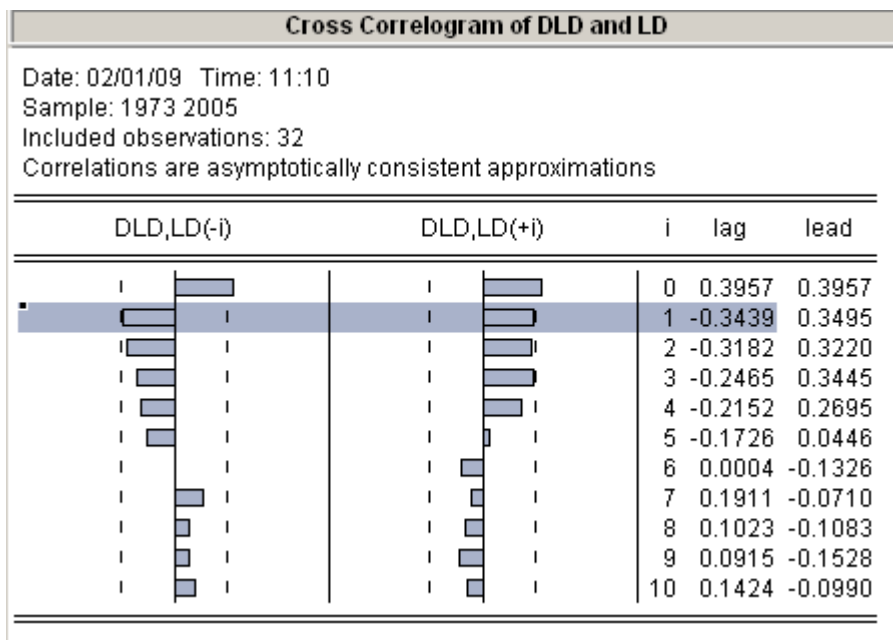 Cross Correlogram of DLD and LD
Date: 02/01/09 Time: 11:10
Sample: 1973 2005
Included observations: 32
Correlations are asymptotically consistent approximations
DLD,LD(-i) DLD,LD(+i) i lag lead
0 0.3957 0.3957
1 -0.3439 0.3495
2 -0.3182 0.3220
3 -0.2465 0.3445
4 -0.2152 0.2695
5 -0.1726 0.0446
6 0.0004 -0.1326
7 0.1911 -0.0710
8 0.1023 -0.1083
9 0.0915 -0.1528
10 0.1424 -0.0990